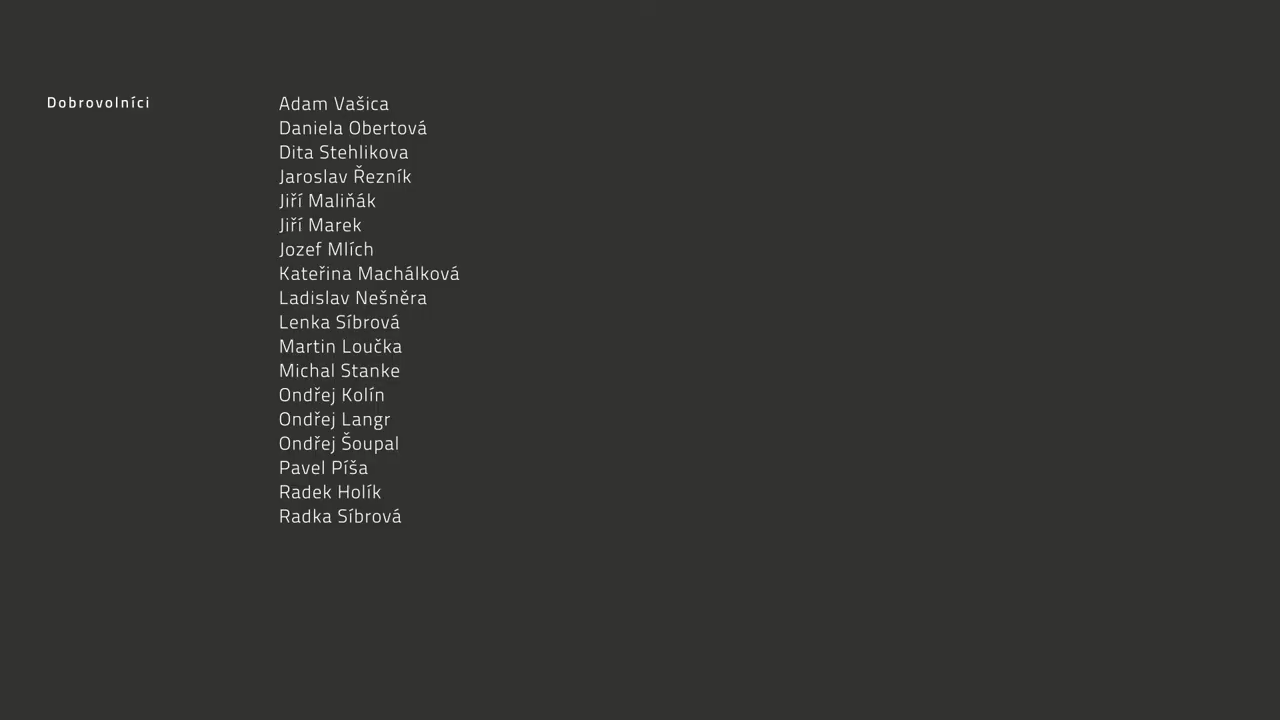 Dobrovolníci
Adam Vašica
Daniela Obertová
Dita Stehlikova
Jaroslav Řezník
Jiří Maliňák
Jiří Marek
Jozef Mlích
Kateřina Machálková
Ladislav Nešněra
Lenka Síbrová
Martin Loučka
Michal Stanke
Ondřej Kolín
Ondřej Langr
Ondřej Šoupal
Pavel Píša
Radek Holík
Radka Síbrová